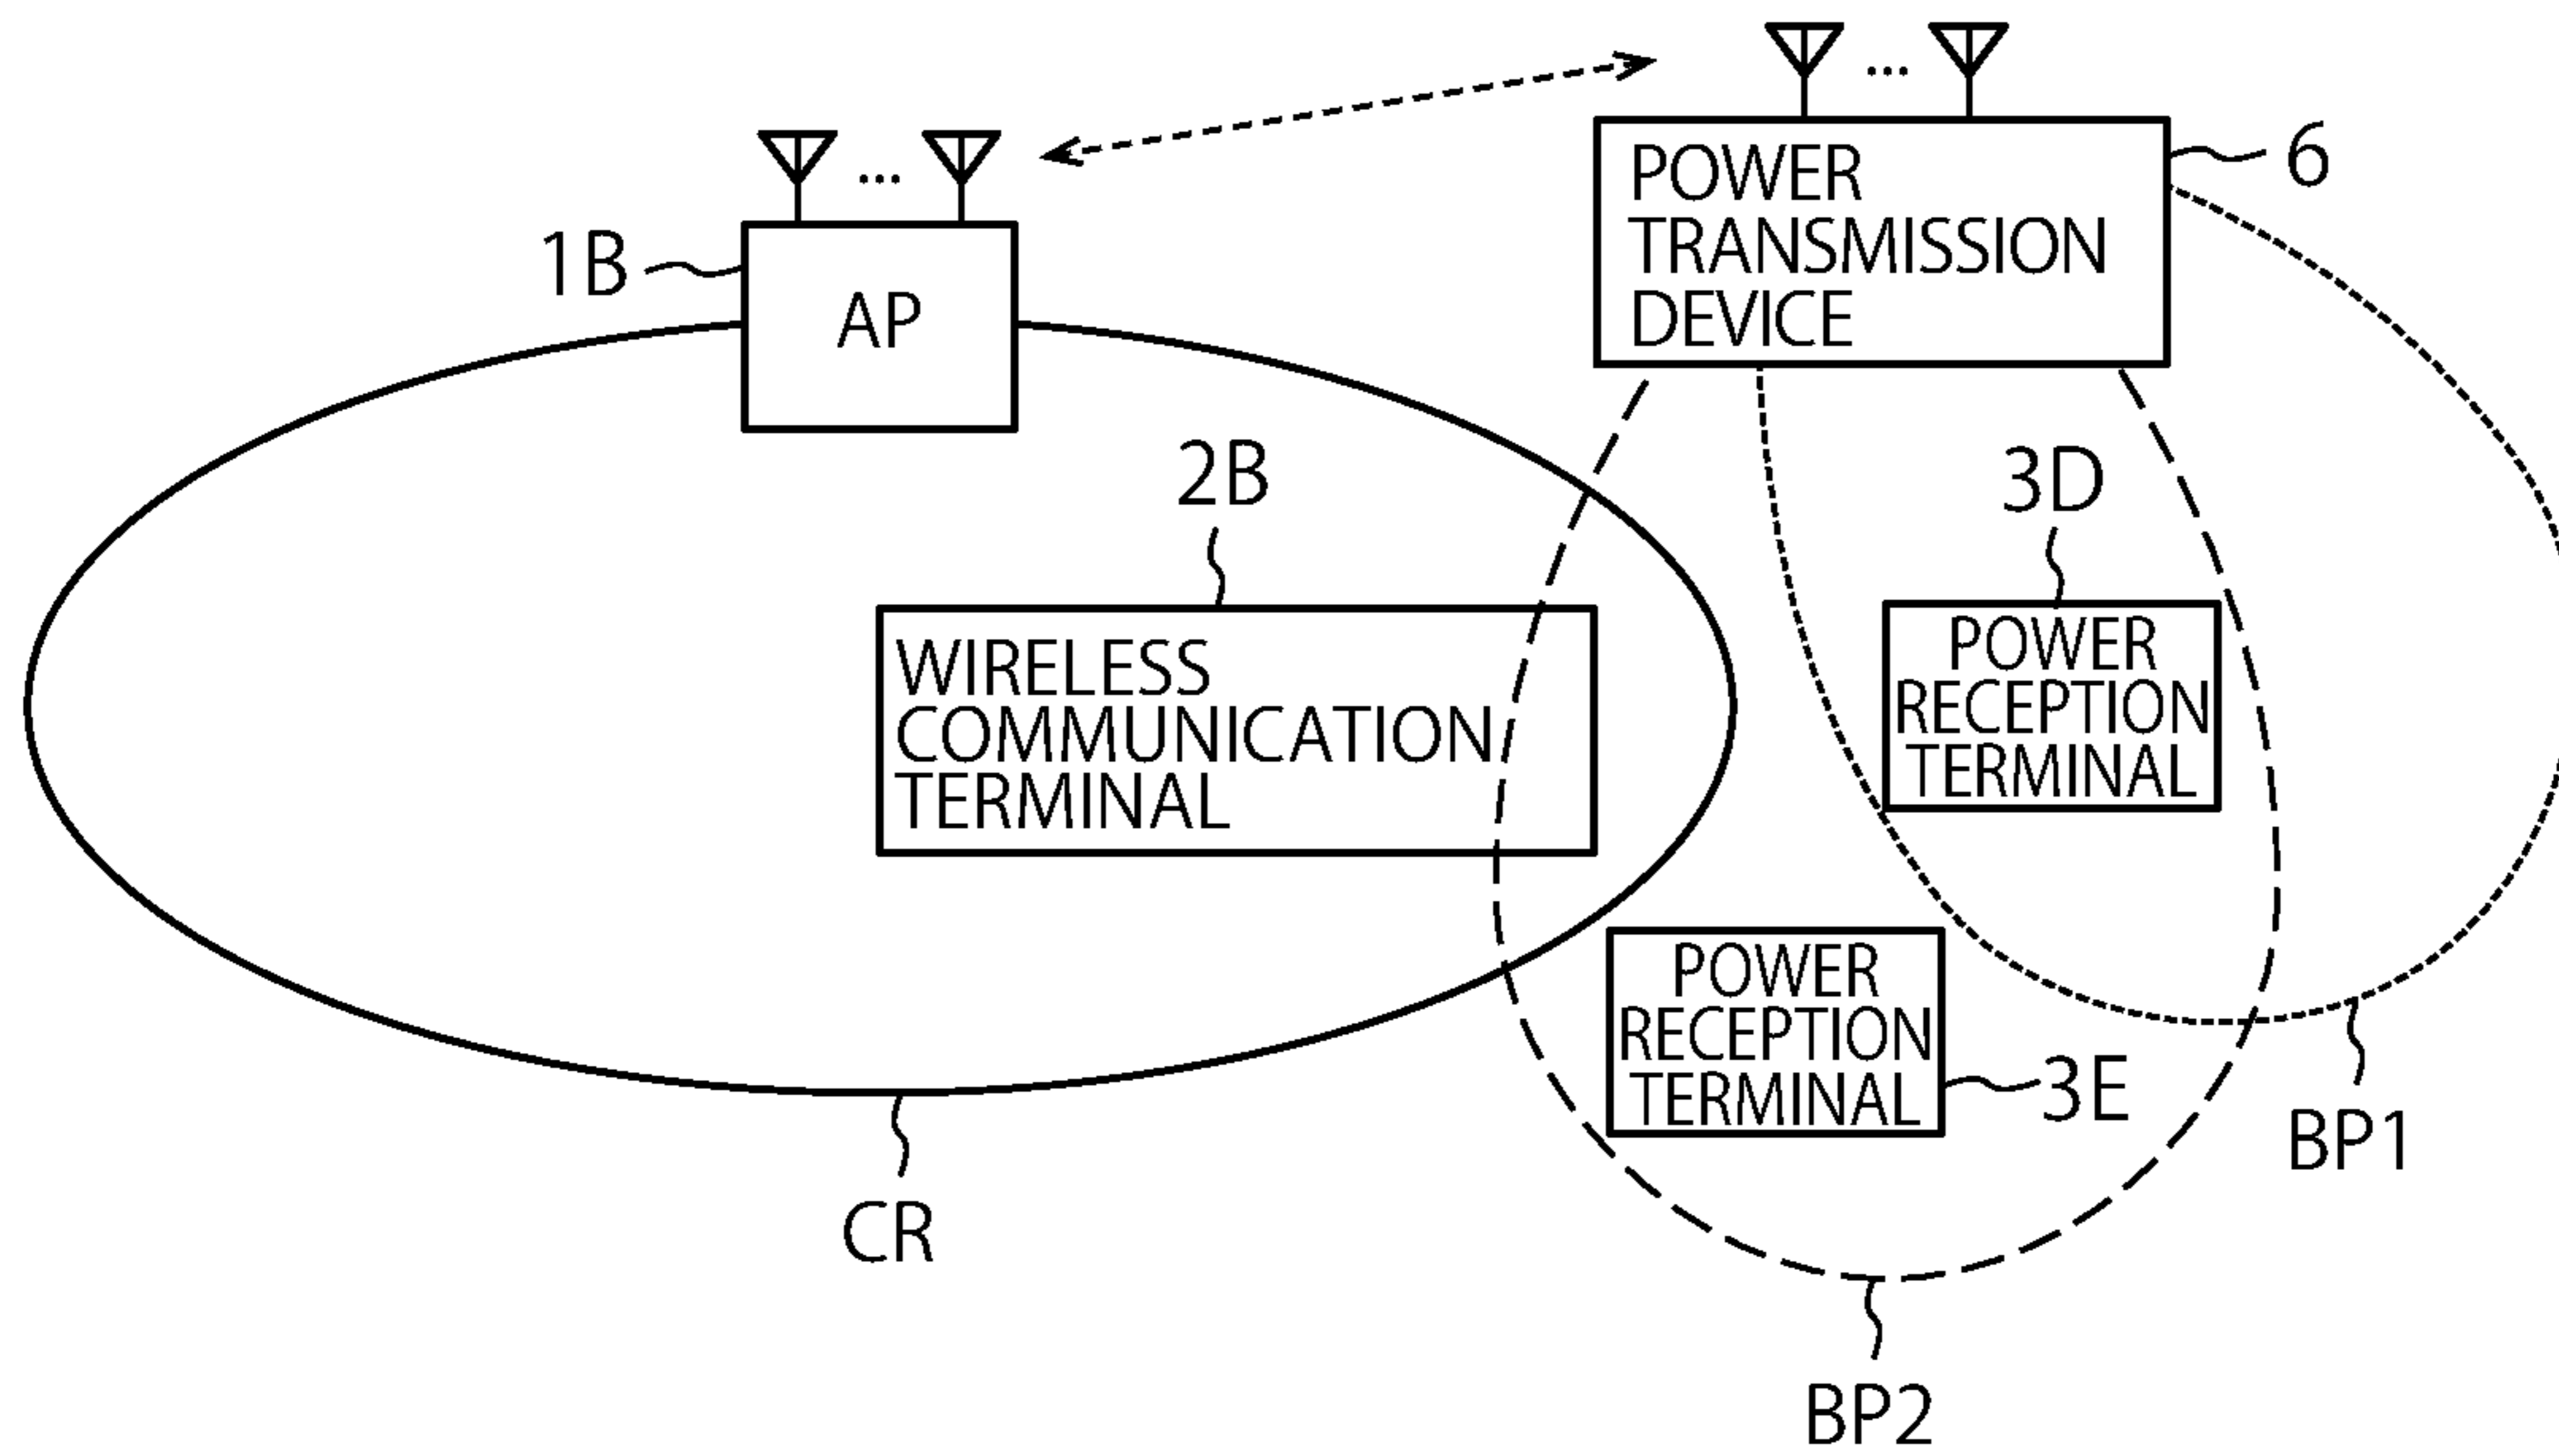 ...
...
POWER
TRANSMISSION
DEVICE
6
1B
AP
2B
3D
WIRELESS
COMMUNICATION
TERMINAL
POWER
RECEPTION
TERMINAL
POWER
RECEPTION
TERMINAL
3E
BP1
CR
BP2